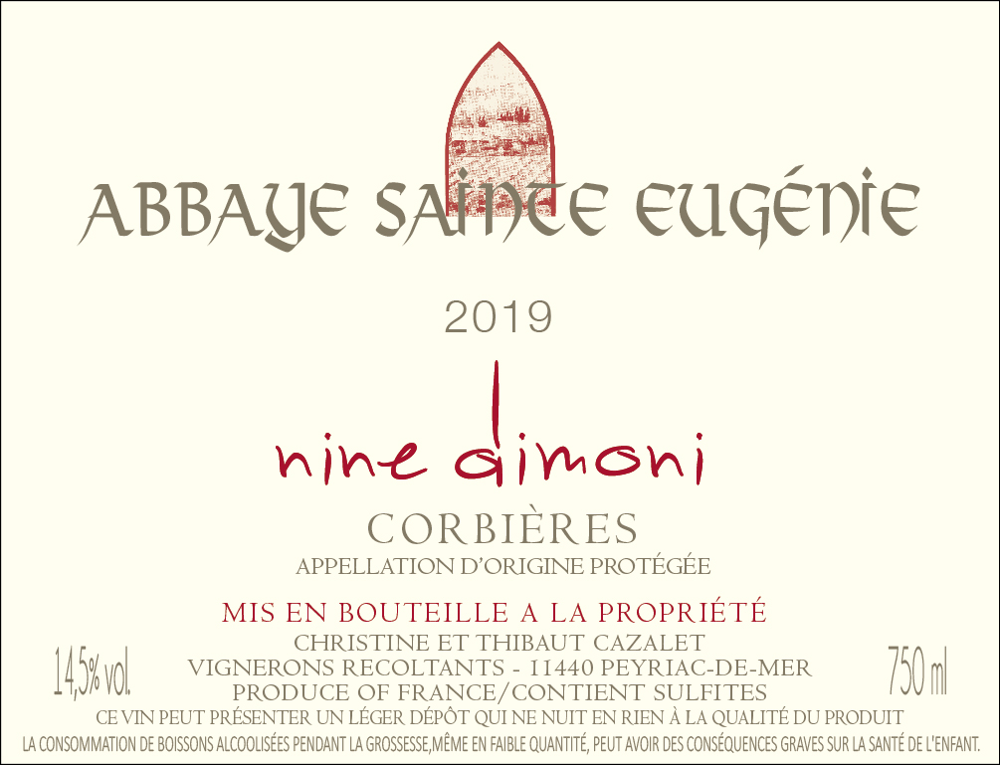 ABBAYE SAINTE EUGÉNIE
2019
nine dimoni
CORBIÈRES
APPELLATION D'ORIGINE PROTÉGÉE
MIS EN BOUTEILLE A LA PROPRIÉTÉ
CHRISTINE ET THIBAUT CAZALET
VIGNERONS RECOLTANTS - 11440 PEYRIAC-DE-MER
PRODUCE OF FRANCE/CONTIENT SULFITES
14,5% vol.
750 ml
CE VIN PEUT PRÉSENTER UN LÉGER DÉPÔT QUI NE NUIT EN RIEN À LA QUALITÉ DU PRODUIT
LA CONSOMMATION DE BOISSONS ALCOOLISÉES PENDANT LA GROSSESSE,MÊME EN FAIBLE QUANTITÉ, PEUT AVOIR DES CONSÉQUENCES GRAVES SUR LA SANTÉ DE L'ENFANT.